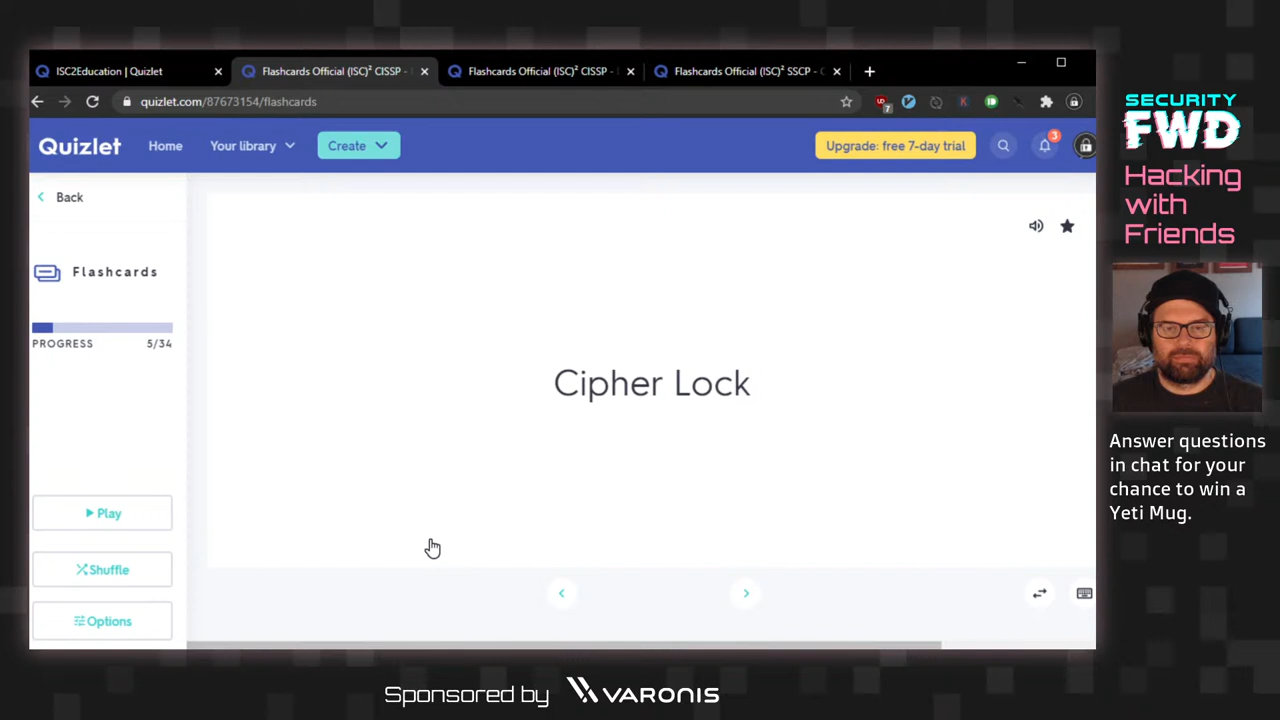 ISC2Education | Quizlet
Flashcards Official (ISC)² CISSP -
Flashcards Official (ISC)² CISSP -
Flashcards Official (ISC)² SSCP -
quizlet.com/87673154/flashcards
7
Quizlet
Home
Your library
Create
Upgrade: free 7-day trial
3
Back
Flashcards
PROGRESS 5/34
Cipher Lock
Play
Shuffle
Options
SECURITY
FWD
Hacking
with
Friends
Answer questions
in chat for your
chance to win a
Yeti Mug.
Sponsored by VARONIS